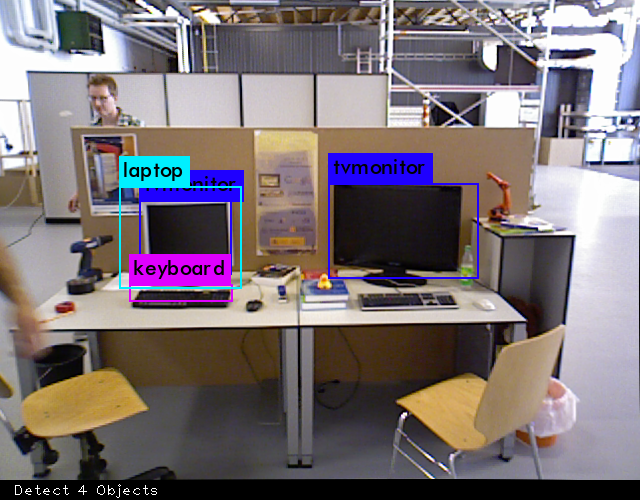 laptop
tvmonitor
tvmonitor
keyboard
Detect 4 Objects